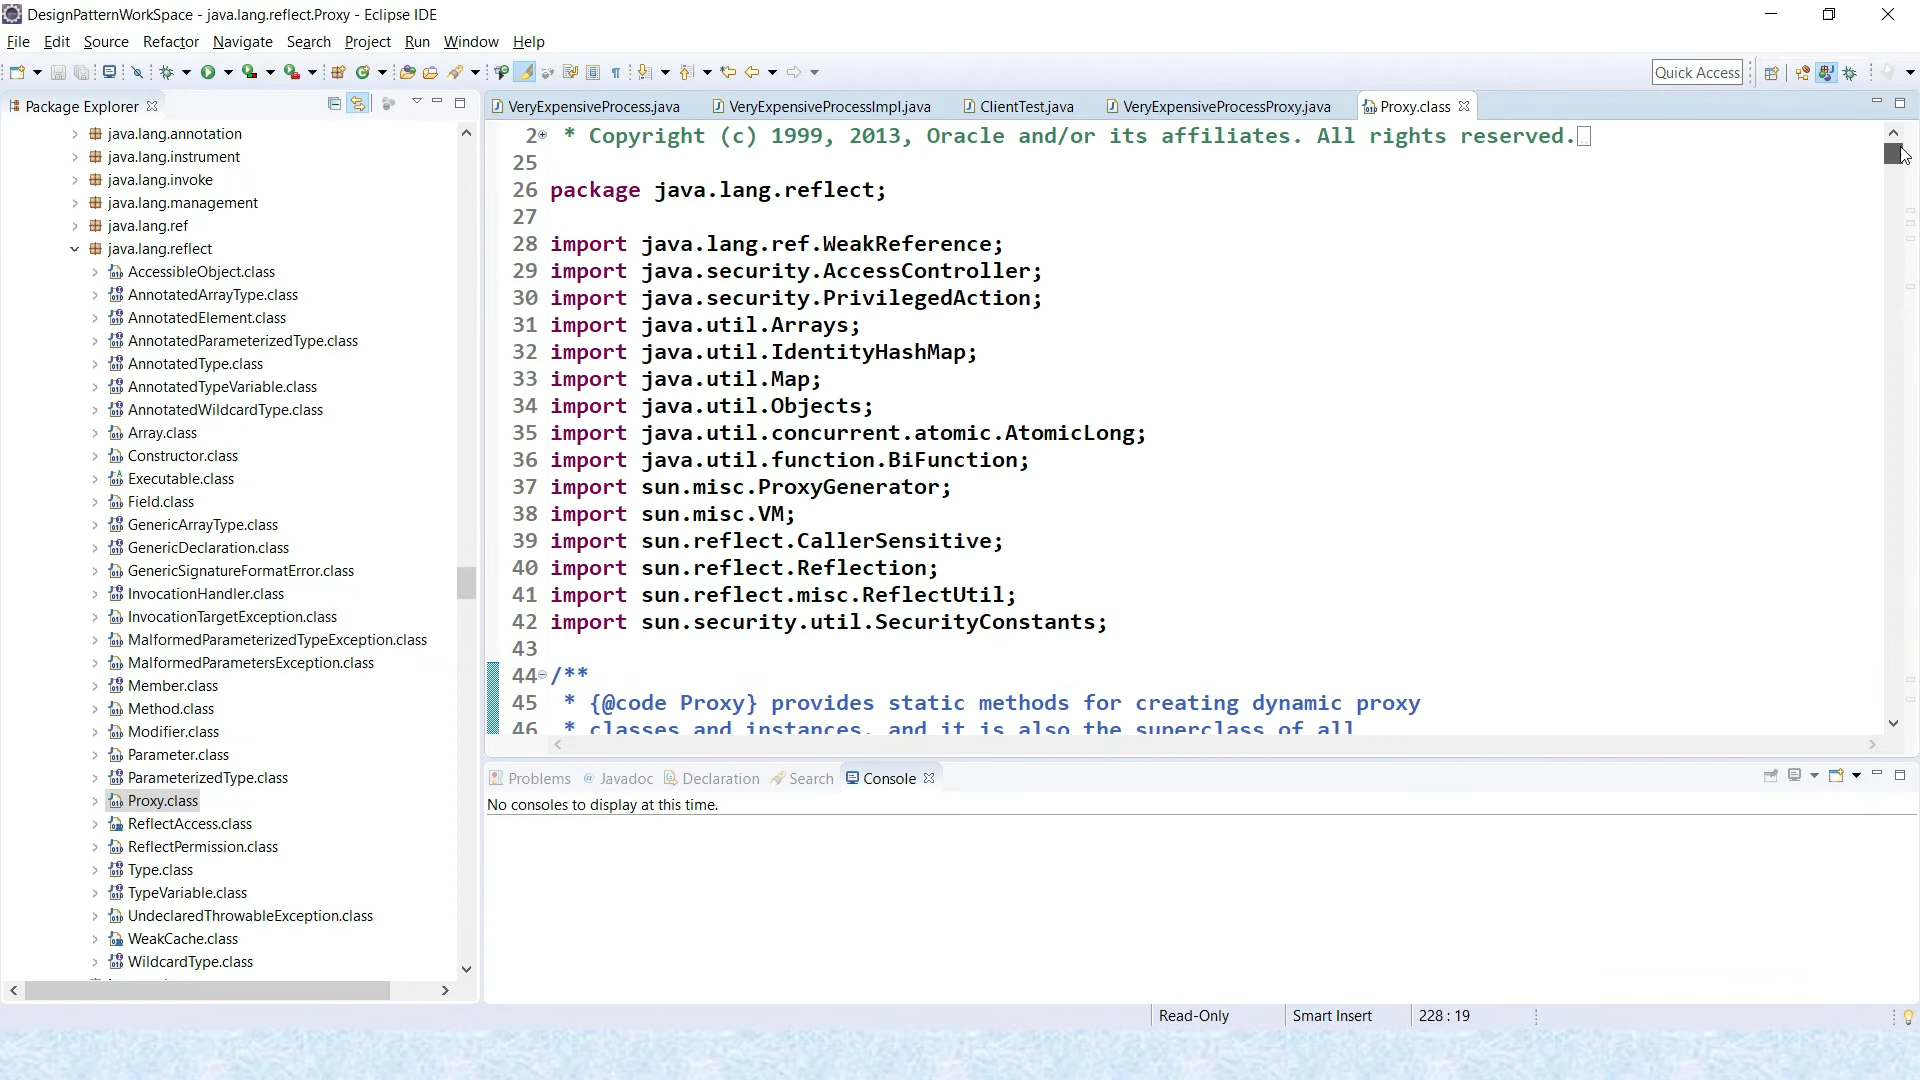 DesignPatternWorkSpace - java.lang.reflect.Proxy - Eclipse IDE
File Edit Source Refactor Navigate Search Project Run Window Help
Quick Access
Package Explorer
java.lang.annotation
java.lang.instrument
java.lang.invoke
java.lang.management
java.lang.ref
java.lang.reflect
AccessibleObject.class
AnnotatedArrayType.class
AnnotatedElement.class
AnnotatedParameterizedType.class
AnnotatedType.class
AnnotatedTypeVariable.class
AnnotatedWildcardType.class
Array.class
Constructor.class
Executable.class
Field.class
GenericArrayType.class
GenericDeclaration.class
GenericSignatureFormatError.class
InvocationHandler.class
InvocationTargetException.class
MalformedParameterizedTypeException.class
MalformedParametersException.class
Member.class
Method.class
Modifier.class
Parameter.class
ParameterizedType.class
Proxy.class
ReflectAccess.class
ReflectPermission.class
Type.class
TypeVariable.class
UndeclaredThrowableException.class
WeakCache.class
WildcardType.class
VeryExpensiveProcess.java VeryExpensiveProcessImpl.java ClientTest.java VeryExpensiveProcessProxy.java Proxy.class
2 * Copyright (c) 1999, 2013, Oracle and/or its affiliates. All rights reserved.
25
26 package java.lang.reflect;
27
28 import java.lang.ref.WeakReference;
29 import java.security.AccessController;
30 import java.security.PrivilegedAction;
31 import java.util.Arrays;
32 import java.util.IdentityHashMap;
33 import java.util.Map;
34 import java.util.Objects;
35 import java.util.concurrent.atomic.AtomicLong;
36 import java.util.function.BiFunction;
37 import sun.misc.ProxyGenerator;
38 import sun.misc.VM;
39 import sun.reflect.CallerSensitive;
40 import sun.reflect.Reflection;
41 import sun.reflect.misc.ReflectUtil;
42 import sun.security.util.SecurityConstants;
43
44 /**
45 * {@code Proxy} provides static methods for creating dynamic proxy
46 * classes and instances, and it is also the superclass of all
Problems @ Javadoc Declaration Search Console
No consoles to display at this time.
Read-Only Smart Insert 228 : 19